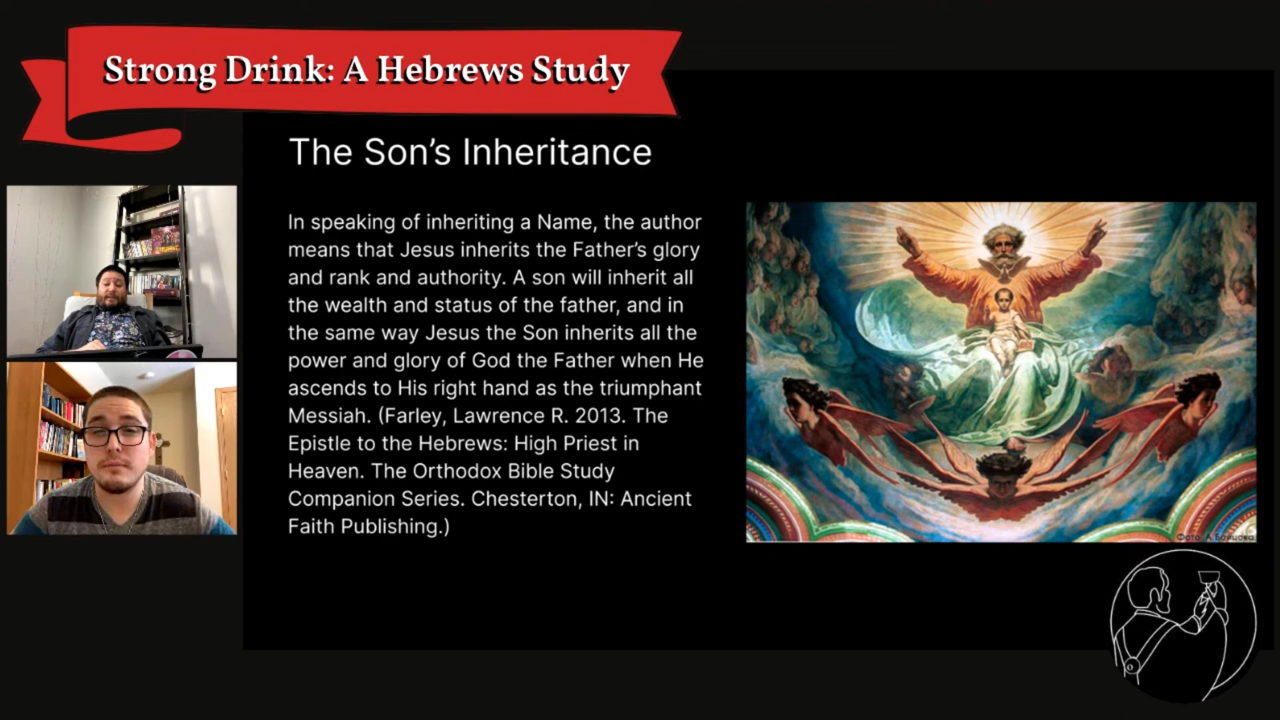 Strong Drink: A Hebrews Study
The Son's Inheritance
In speaking of inheriting a Name, the author
means that Jesus inherits the Father's glory
and rank and authority. A son will inherit all
the wealth and status of the father, and in
the same way Jesus the Son inherits all the
power and glory of God the Father when He
ascends to His right hand as the triumphant
Messiah. (Farley, Lawrence R. 2013. The
Epistle to the Hebrews: High Priest in
Heaven. The Orthodox Bible Study
Companion Series. Chesterton, IN: Ancient
Faith Publishing.)